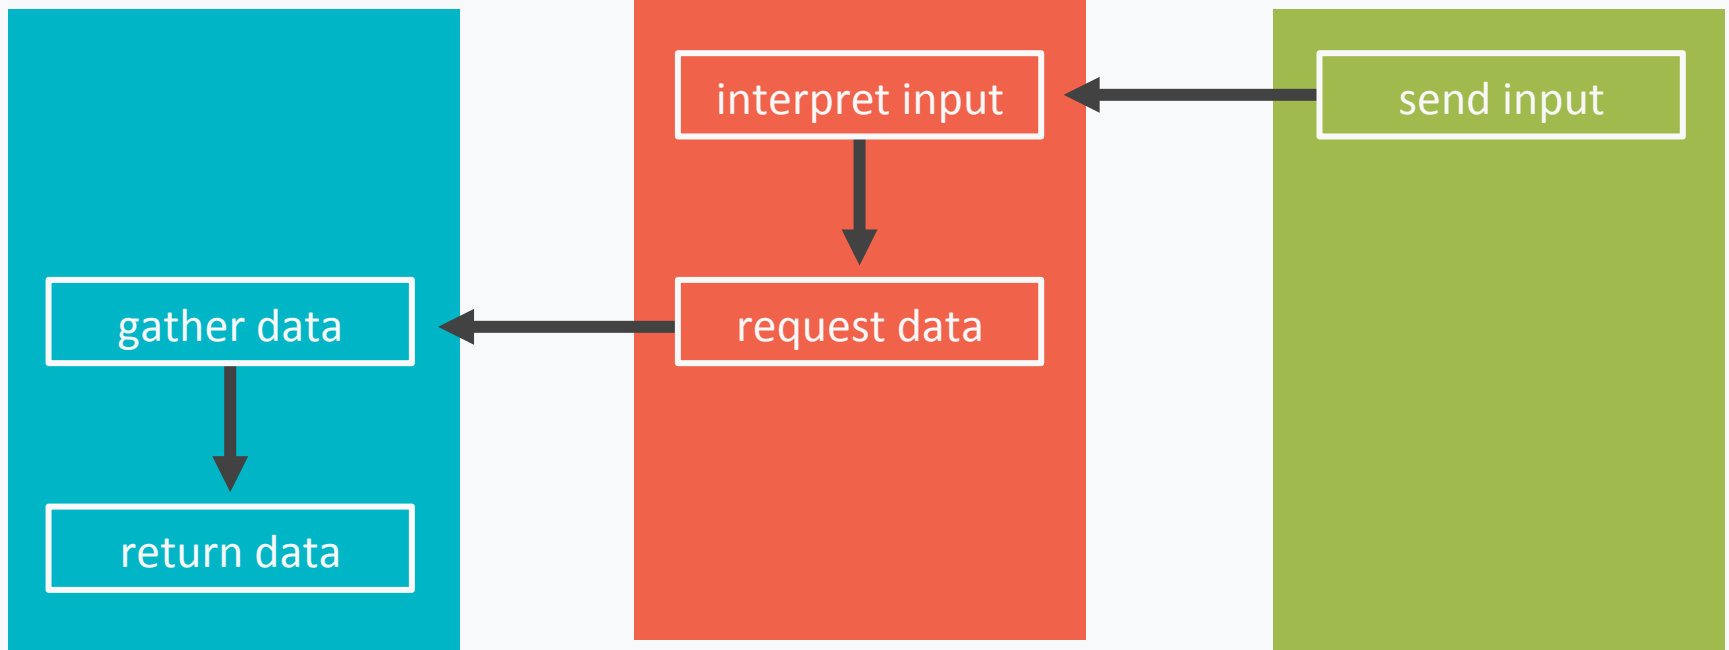 interpret input
send input
gather data
request data
return data